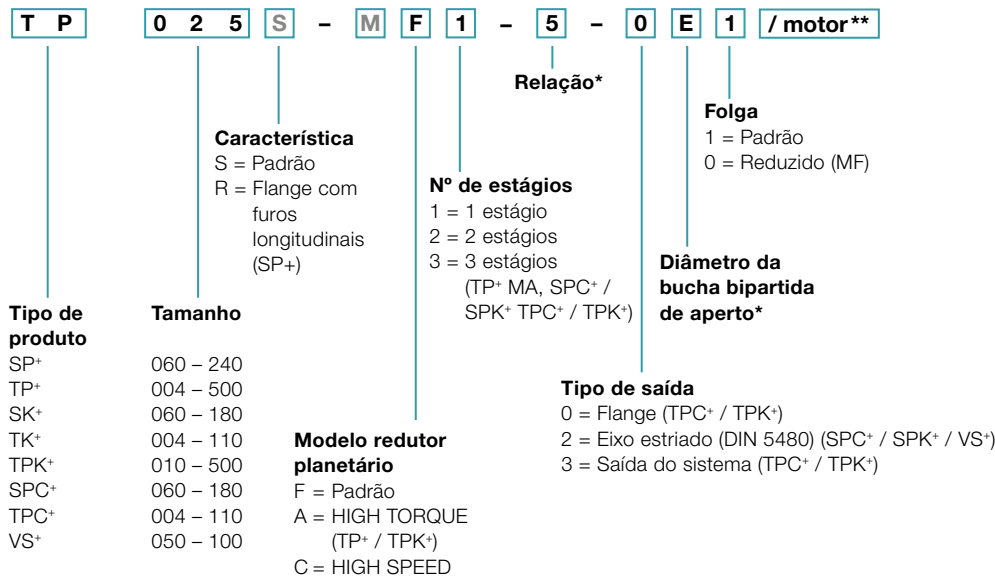 T P 0 2 5 S – M F 1 – 5 – 0 E 1 / motor**
Relação*
Folga
1 = Padrão
0 = Reduzido (MF)
Característica
S = Padrão
R = Flange com
furos
longitudinais
(SP+)
Nº de estágios
1 = 1 estágio
2 = 2 estágios
3 = 3 estágios
(TP+ MA, SPC+ /
SPK+ TPC+ / TPK+)
Diâmetro da
bucha bipartida
de aperto*
Tipo de
produto
SP+
TP+
SK+
TK+
TPK+
SPC+
TPC+
VS+
Tamanho
060 – 240
004 – 500
060 – 180
004 – 110
010 – 500
060 – 180
004 – 110
050 – 100
Modelo redutor
planetário
F = Padrão
A = HIGH TORQUE
(TP+ / TPK+)
C = HIGH SPEED
Tipo de saída
0 = Flange (TPC+ / TPK+)
2 = Eixo estriado (DIN 5480) (SPC+ / SPK+ / VS+)
3 = Saída do sistema (TPC+ / TPK+)